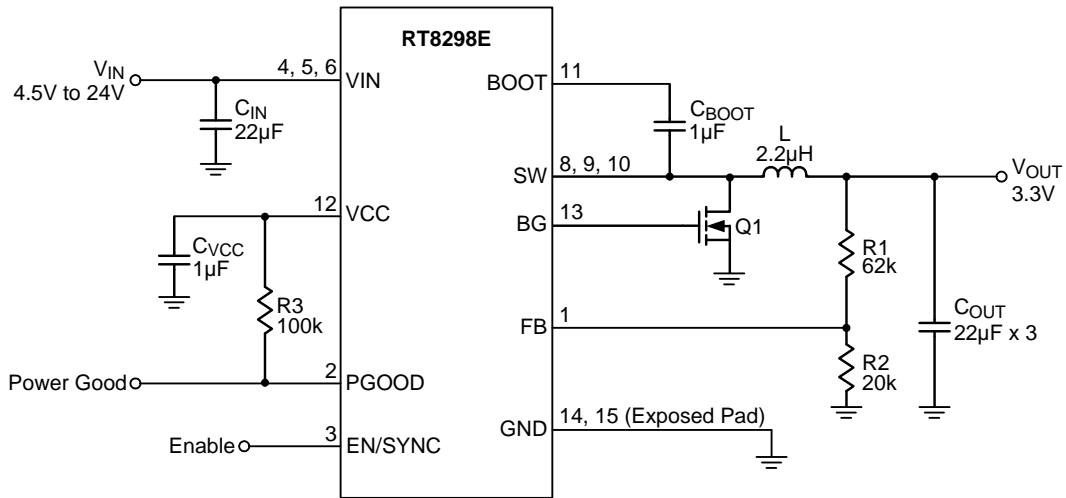 RT8298E
VIN
4.5V to 24V
4, 5, 6
VIN
CIN
22µF
BOOT
11
CBOOT
1µF
L
2.2µH
SW
8, 9, 10
VOUT
3.3V
12
VCC
BG
13
Q1
CVCC
1µF
R1
62k
R3
100k
FB
1
COUT
22µF x 3
R2
20k
Power Good
2
PGOOD
GND
14, 15 (Exposed Pad)
Enable
3
EN/SYNC